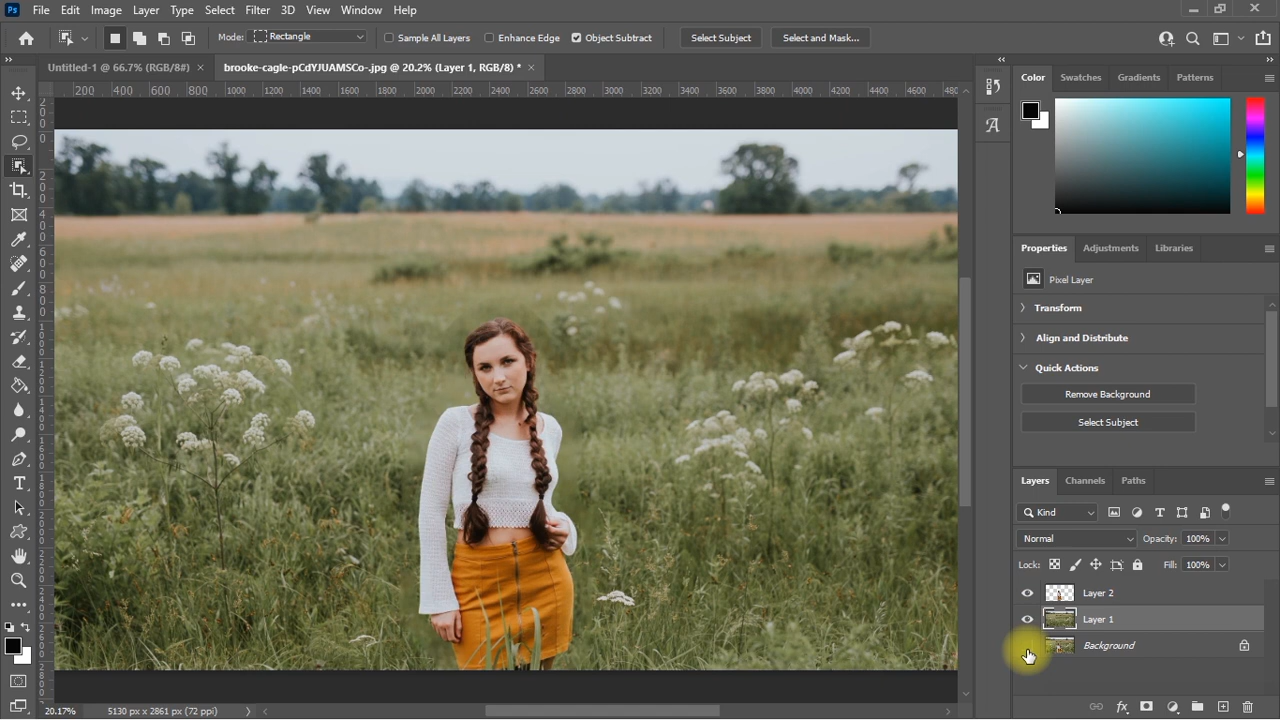 Ps File Edit Image Layer Type Select Filter 3D View Window Help
Mode: Rectangle Sample All Layers Enhance Edge Object Subtract Select Subject Select and Mask...
Untitled-1 @ 66.7% (RGB/8#) × brooke-cagle-pCdYJUAMSCo-.jpg @ 20.2% (Layer 1, RGB/8) * ×
200 400 600 800 1000 1200 1400 1600 1800 2000 2200 2400 2600 2800 3000 3200 3400 3600 3800 4000 4200 4400 4600 480
Color Swatches Gradients Patterns
Properties Adjustments Libraries
Pixel Layer
Transform
Align and Distribute
Quick Actions
Remove Background
Select Subject
Layers Channels Paths
Kind
Normal Opacity: 100%
Lock: Fill: 100%
Layer 2
Layer 1
Background
20.17% 5130 px x 2861 px (72 ppi)